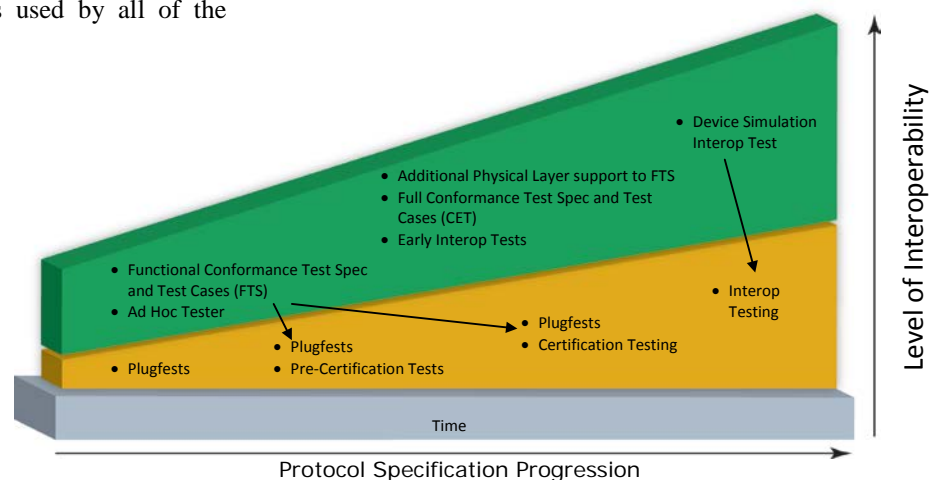 s used by all of the
Level of Interoperability
• Device Simulation
Interop Test
• Additional Physical Layer support to FTS
• Full Conformance Test Spec and Test
Cases (CET)
• Early Interop Tests
• Functional Conformance Test Spec
and Test Cases (FTS)
• Ad Hoc Tester
• Interop
Testing
• Plugfests
• Certification Testing
• Plugfests
• Pre-Certification Tests
• Plugfests
Time
Protocol Specification Progression